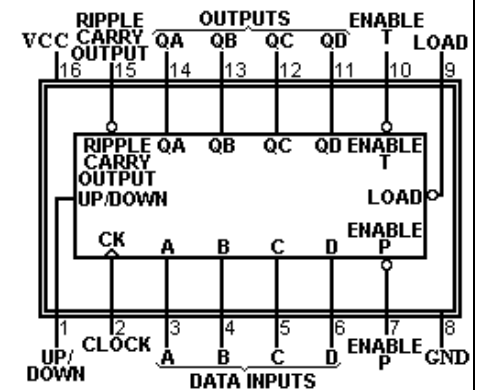 VCC
RIPPLE
CARRY
OUTPUT
OUTPUTS
QA QB QC QD
ENABLE
T
LOAD
16 15 14 13 12 11 10 9
RIPPLE
CARRY
OUTPUT
QA QB QC QD
ENABLE
T
UP/DOWN
LOAD
CK
A B C D
ENABLE
P
1 2 3 4 5 6 7 8
UP/
DOWN
CLOCK
A B C D
DATA INPUTS
ENABLE
P
GND